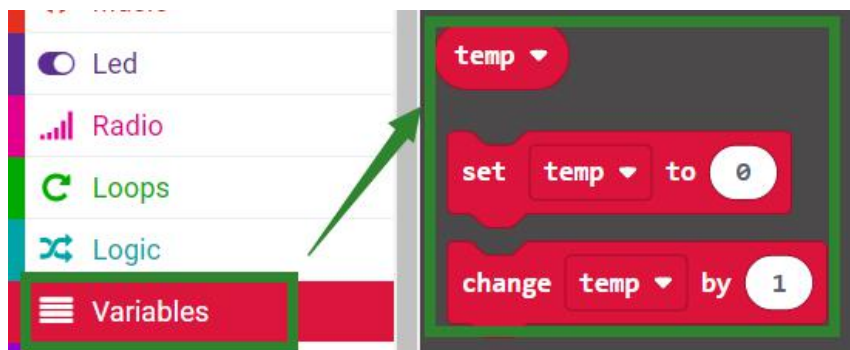 Led
Radio
Loops
Logic
Variables
temp
set temp to 0
change temp by 1